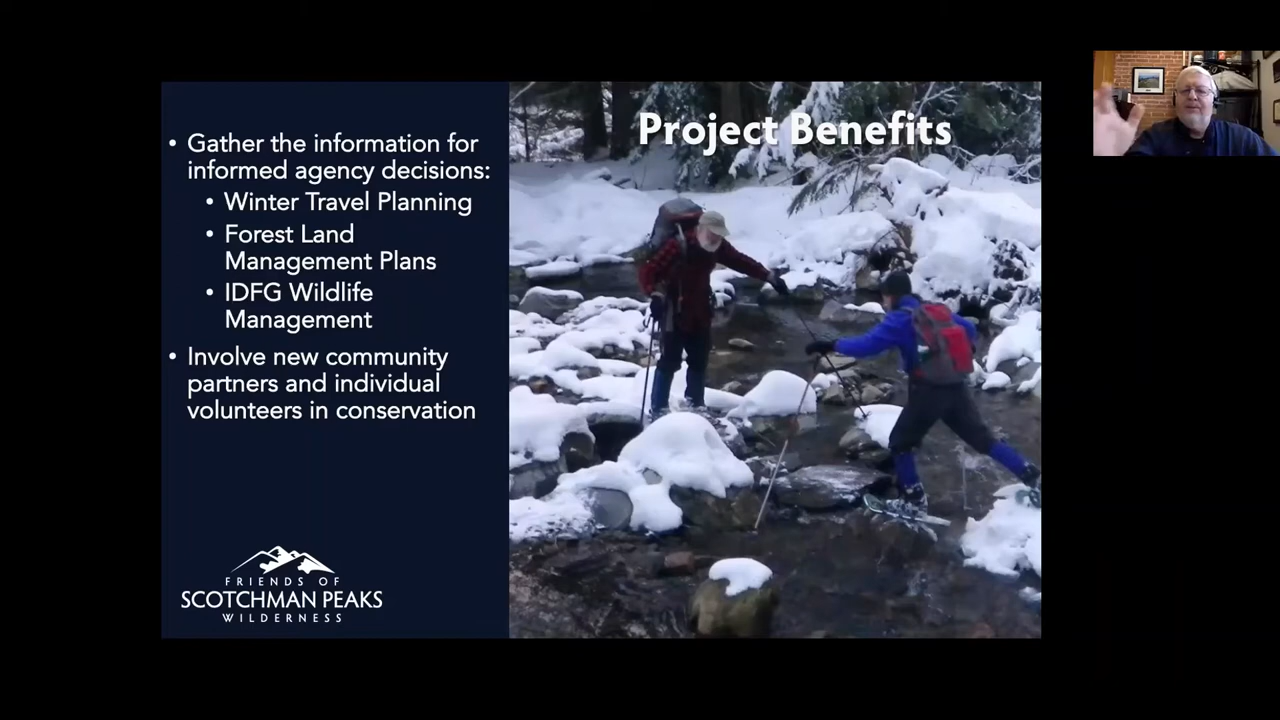 Project Benefits
• Gather the information for
informed agency decisions:
• Winter Travel Planning
• Forest Land
Management Plans
• IDFG Wildlife
Management
• Involve new community
partners and individual
volunteers in conservation
FRIENDS OF
SCOTCHMAN PEAKS
WILDERNESS